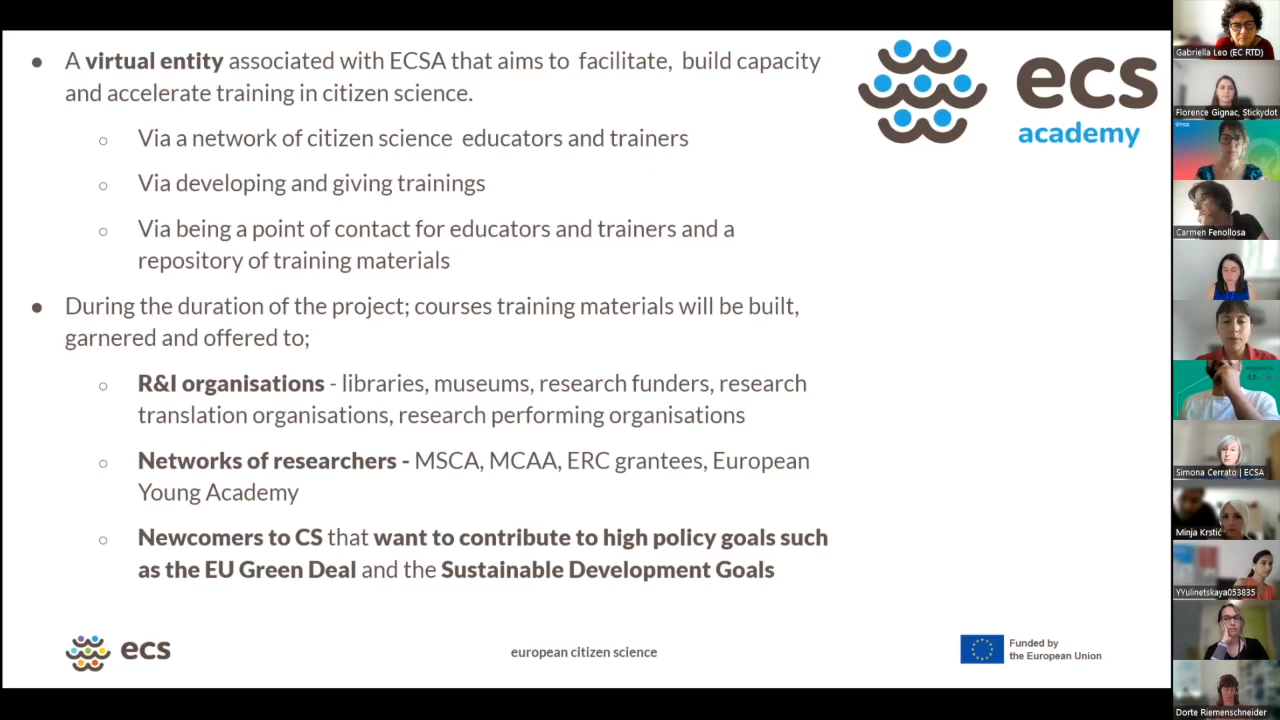 A virtual entity associated with ECSA that aims to facilitate, build capacity
and accelerate training in citizen science.
Via a network of citizen science educators and trainers
Via developing and giving trainings
Via being a point of contact for educators and trainers and a
repository of training materials
During the duration of the project; courses training materials will be built,
garnered and offered to;
R&I organisations - libraries, museums, research funders, research
translation organisations, research performing organisations
Networks of researchers - MSCA, MCAA, ERC grantees, European
Young Academy
Newcomers to CS that want to contribute to high policy goals such
as the EU Green Deal and the Sustainable Development Goals
ecs
academy
ecs
european citizen science
Funded by
the European Union
Gabriella Leo (EC RTD)
Florence Gignac, Stickydot
Carmen Fenollosa
Simona Cerrato | ECSA
Minja Krstić
YYulinetskaya053835
Dorte Riemenschneider